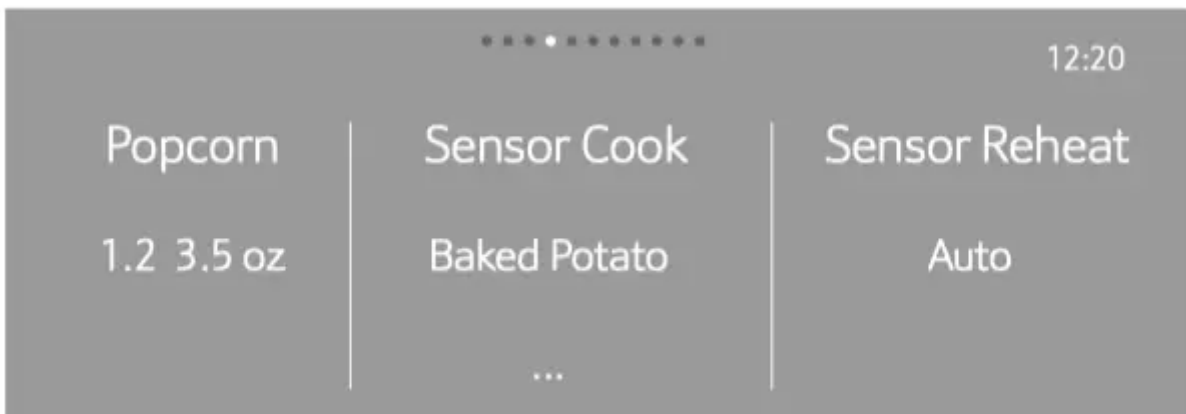 12:20
Popcorn
Sensor Cook
Sensor Reheat
1.2 3.5 oz
Baked Potato
Auto
...